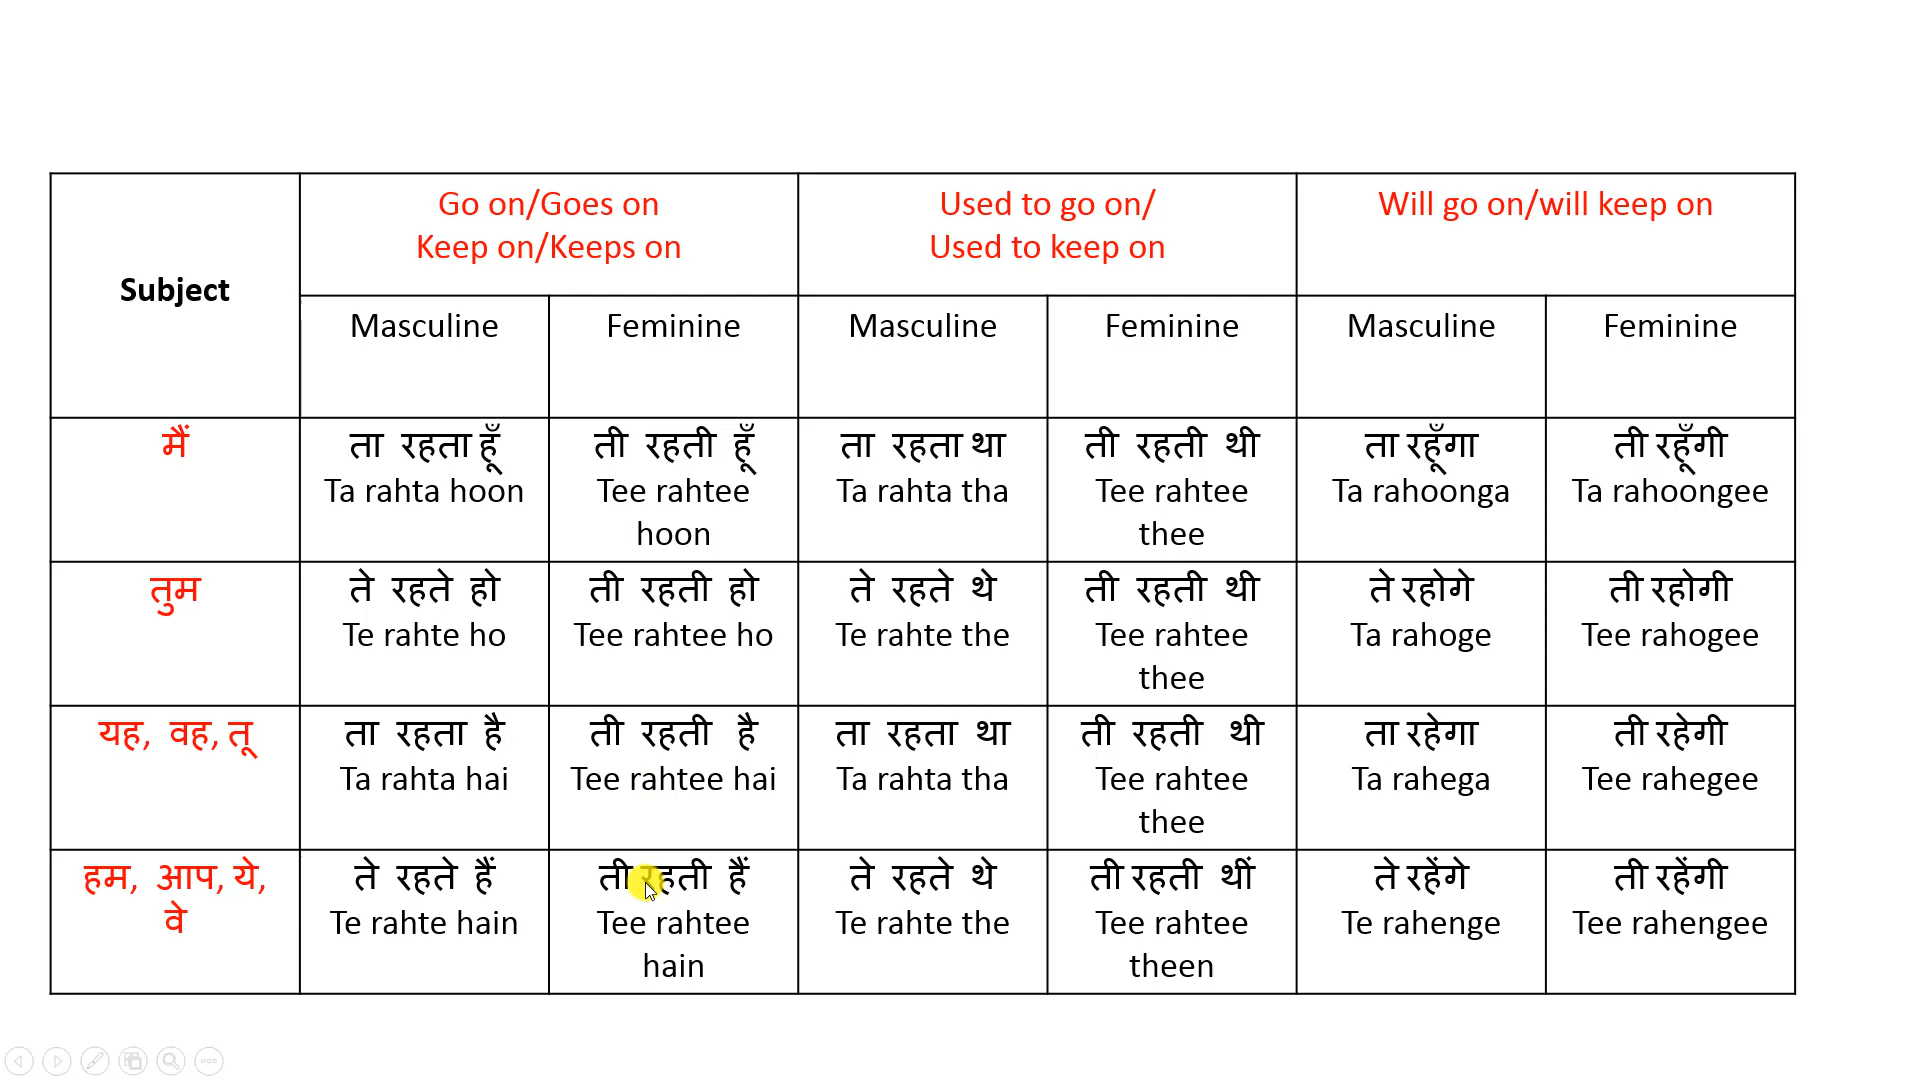 Subject
Go on/Goes on
Keep on/Keeps on
Used to go on/
Used to keep on
Will go on/will keep on
Masculine
Feminine
Masculine
Feminine
Masculine
Feminine
मैं
ता रहता हूँ
Ta rahta hoon
ती रहती हूँ
Tee rahtee
hoon
ता रहता था
Ta rahta tha
ती रहती थी
Tee rahtee
thee
ता रहूँगा
Ta rahoonga
ती रहूँगी
Ta rahoongee
तुम
ते रहते हो
Te rahte ho
ती रहती हो
Tee rahtee ho
ते रहते थे
Te rahte the
ती रहती थी
Tee rahtee
thee
ते रहोगे
Ta rahoge
ती रहोगी
Tee rahogee
यह, वह, तू
ता रहता है
Ta rahta hai
ती रहती है
Tee rahtee hai
ता रहता था
Ta rahta tha
ती रहती थी
Tee rahtee
thee
ता रहेगा
Ta rahega
ती रहेगी
Tee rahegee
हम, आप, ये,
वे
ते रहते हैं
Te rahte hain
ती रहती हैं
Tee rahtee
hain
ते रहते थे
Te rahte the
ती रहती थीं
Tee rahtee
theen
ते रहेंगे
Te rahenge
ती रहेंगी
Tee rahengee